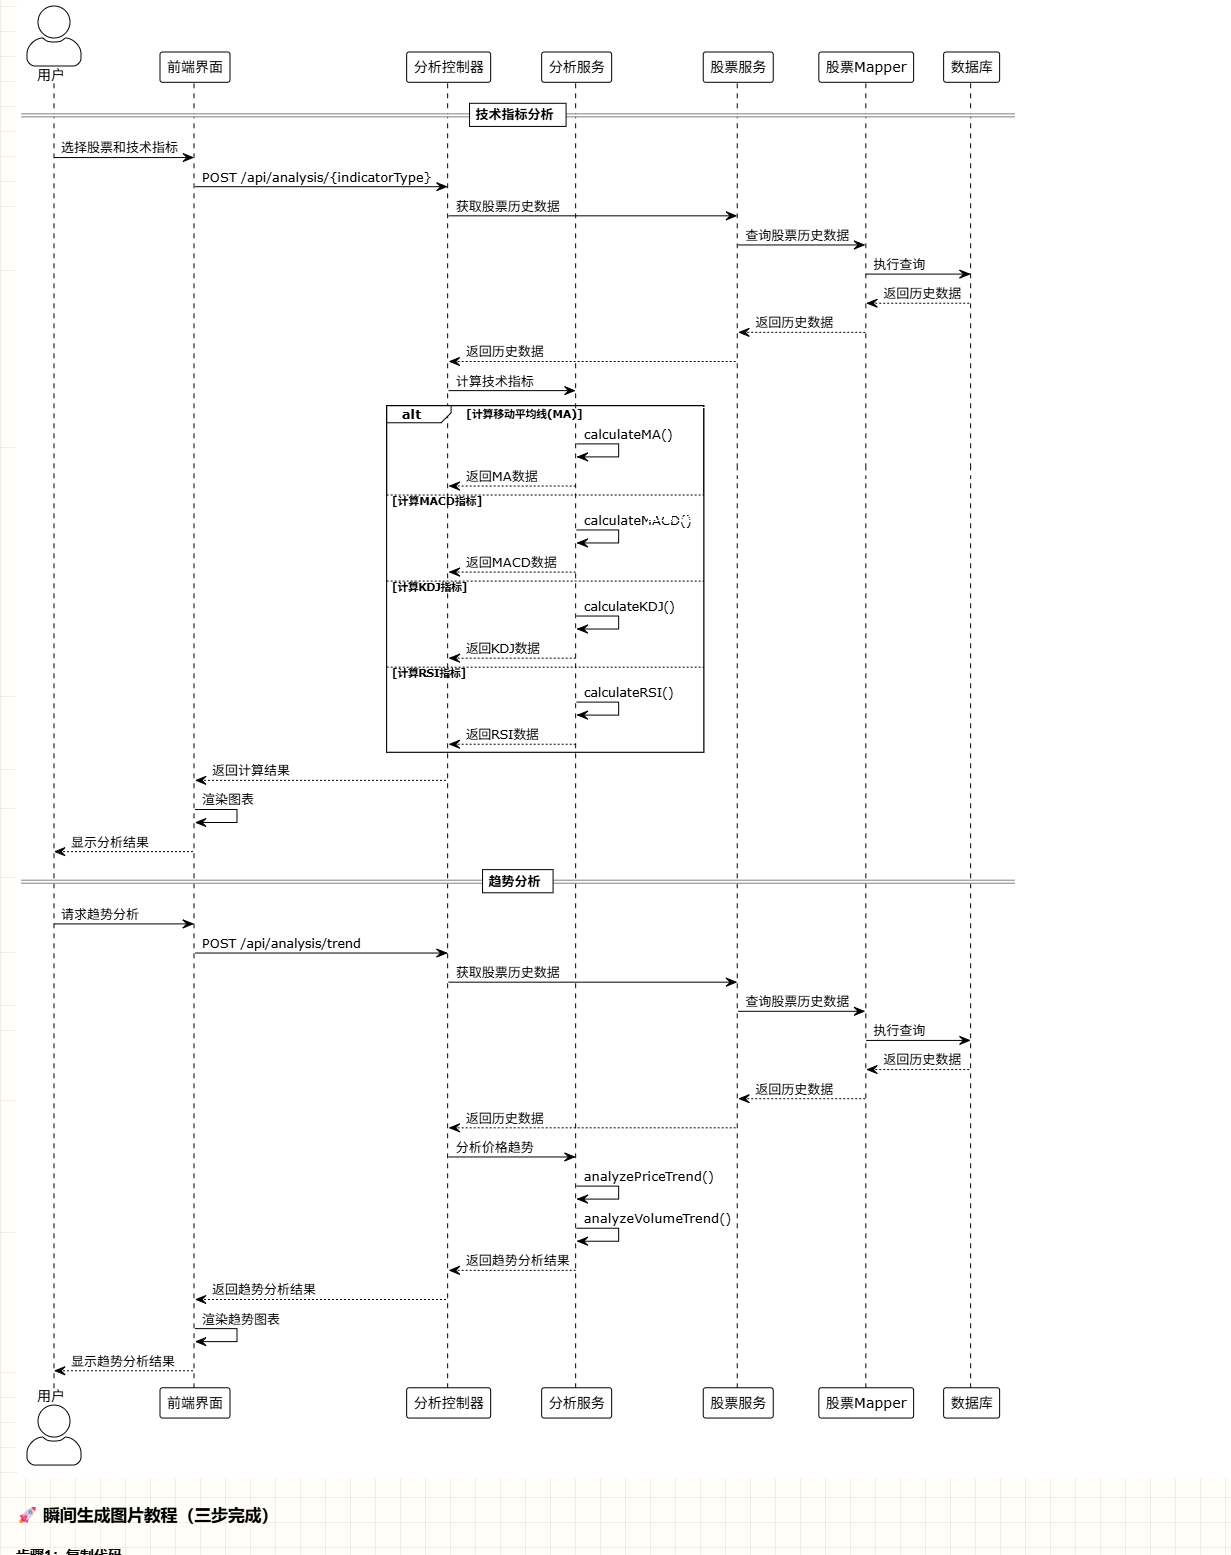 用户
前端界面
分析控制器
分析服务
股票服务
股票Mapper
数据库
技术指标分析
选择股票和技术指标
POST /api/analysis/{indicatorType}
获取股票历史数据
查询股票历史数据
执行查询
返回历史数据
返回历史数据
返回历史数据
计算技术指标
alt
[计算移动平均线(MA)]
calculateMA()
返回MA数据
[计算MACD指标]
calculateMACD()
返回MACD数据
[计算KDJ指标]
calculateKDJ()
返回KDJ数据
[计算RSI指标]
calculateRSI()
返回RSI数据
返回计算结果
渲染图表
显示分析结果
趋势分析
请求趋势分析
POST /api/analysis/trend
获取股票历史数据
查询股票历史数据
执行查询
返回历史数据
返回历史数据
返回历史数据
分析价格趋势
analyzePriceTrend()
analyzeVolumeTrend()
返回趋势分析结果
返回趋势分析结果
渲染趋势图表
显示趋势分析结果
用户
前端界面
分析控制器
分析服务
股票服务
股票Mapper
数据库
🚀 瞬间生成图片教程（三步完成）
步骤1：复制代码